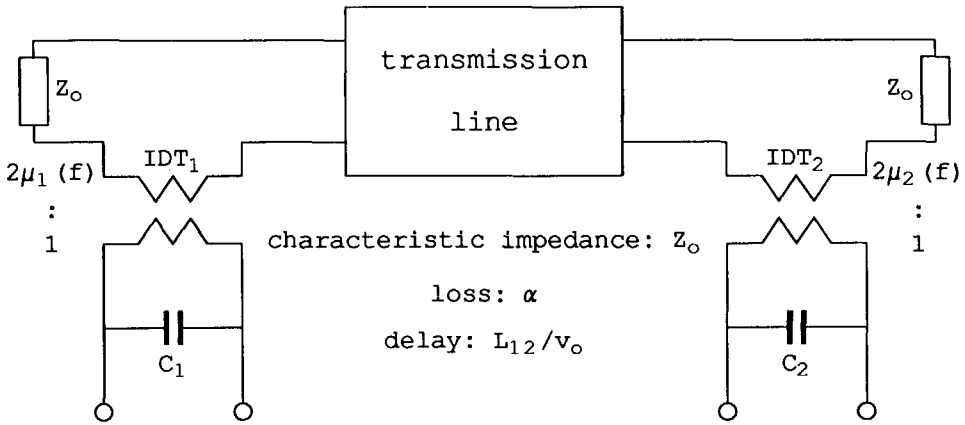 transmission
line
Zₒ
Zₒ
IDT₁
IDT₂
2μ₁(f)
:
1
2μ₂(f)
:
1
characteristic impedance: Zₒ
loss: α
delay: L₁₂/vₒ
C₁
C₂